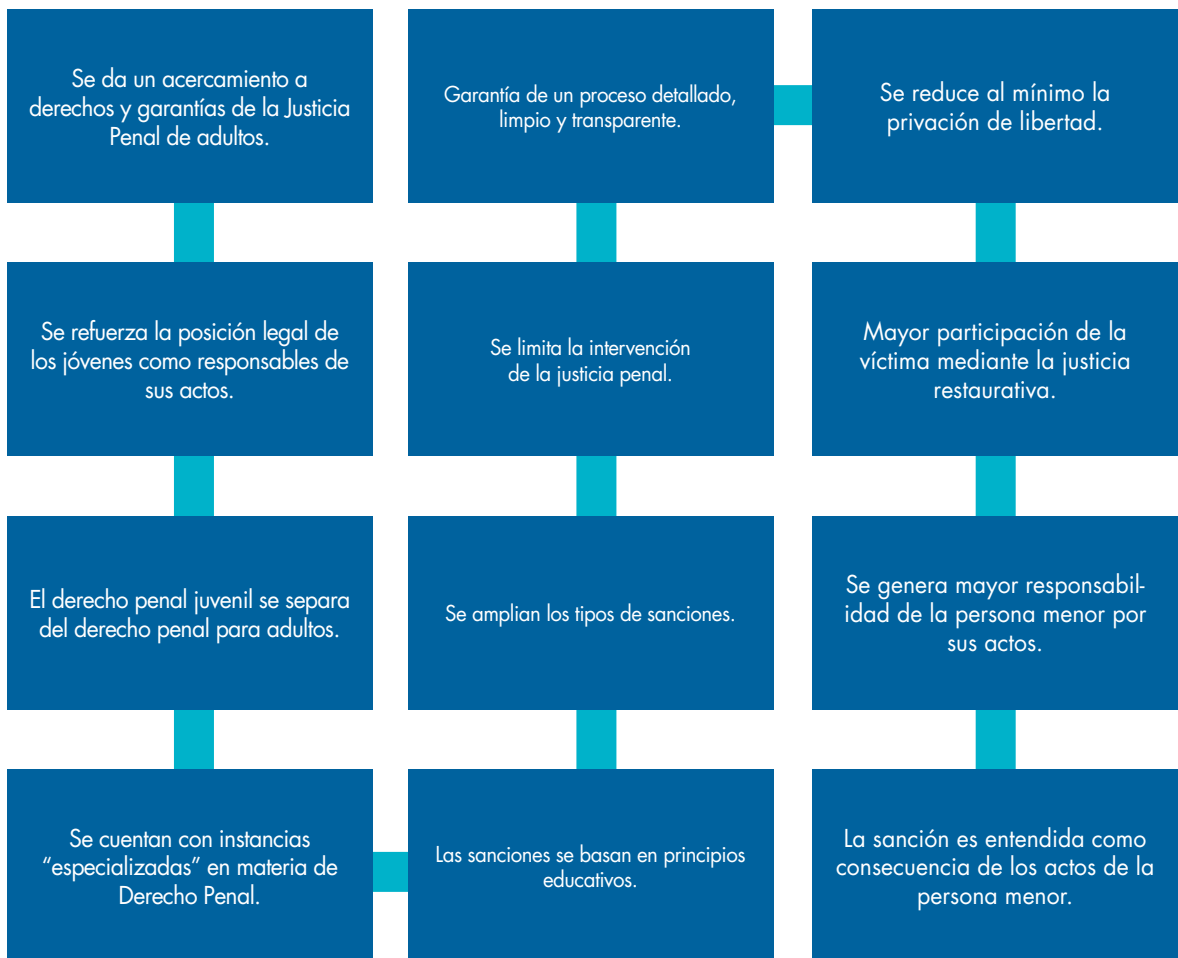 Se da un acercamiento a
derechos y garantías de la Justicia
Penal de adultos.
Se refuerza la posición legal de
los jóvenes como responsables de
sus actos.
El derecho penal juvenil se separa
del derecho penal para adultos.
Se cuentan con instancias
“especializadas” en materia de
Derecho Penal.
Las sanciones se basan en principios
educativos.
Se amplian los tipos de sanciones.
Se limita la intervención
de la justicia penal.
Garantía de un proceso detallado,
limpio y transparente.
Se reduce al mínimo la
privación de libertad.
Mayor participación de la
víctima mediante la justicia
restaurativa.
Se genera mayor responsabil-
idad de la persona menor por
sus actos.
La sanción es entendida como
consecuencia de los actos de la
persona menor.